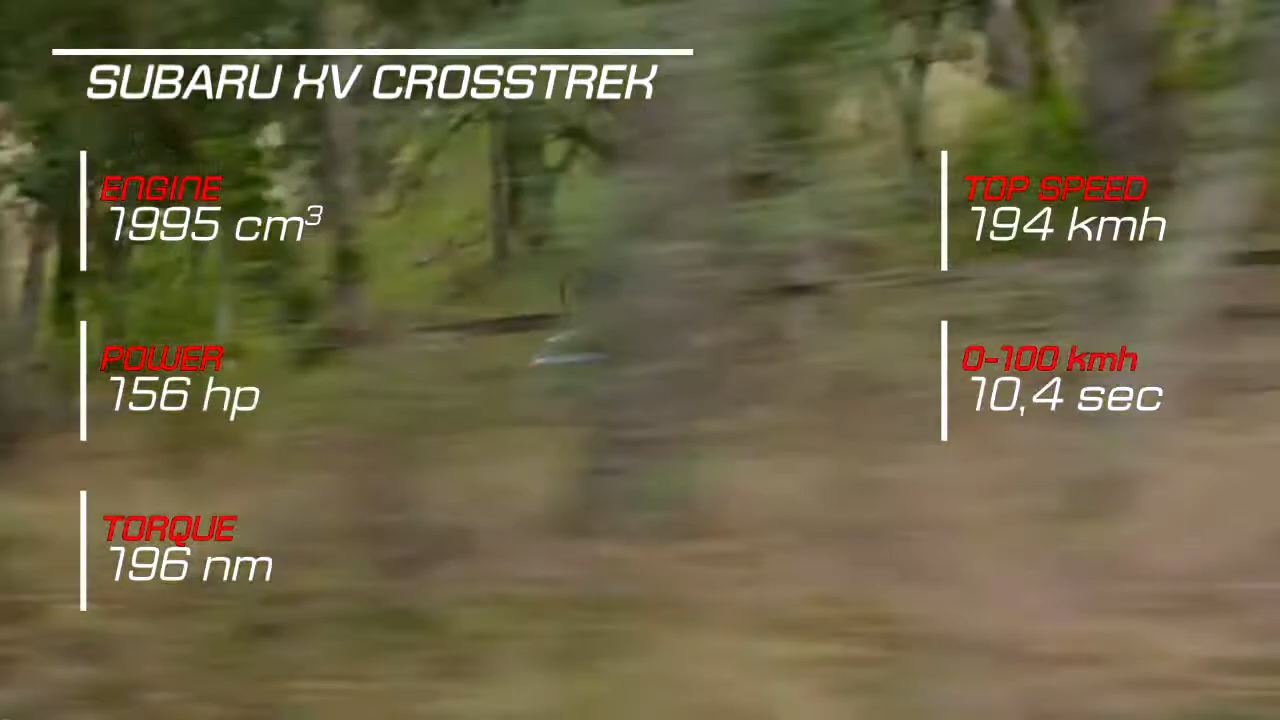 SUBARU XV CROSSTREK
ENGINE
1995 cm³
POWER
156 hp
TORQUE
196 nm
TOP SPEED
194 kmh
0-100 kmh
10,4 sec